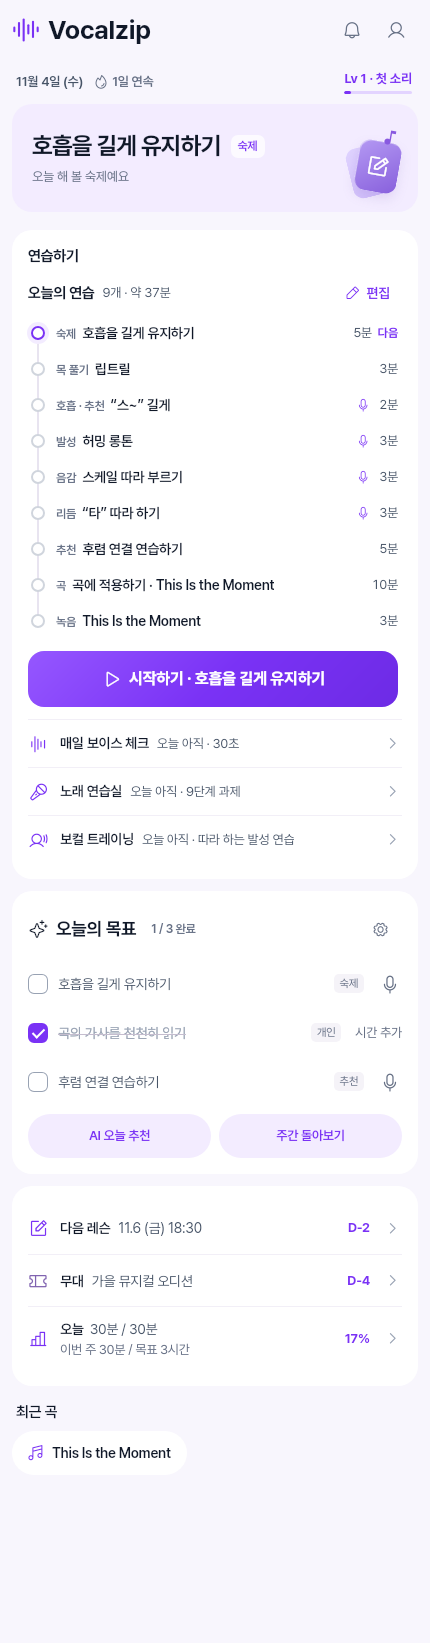 Vocalzip
11월 4일 (수) 1일 연속 Lv 1 · 첫 소리
호흡을 길게 유지하기 숙제
오늘 해 볼 숙제예요
연습하기
오늘의 연습 9개 · 약 37분 편집
숙제 호흡을 길게 유지하기 5분 다음
목 풀기 립트릴 3분
호흡 · 추천 “스~” 길게 2분
발성 허밍 롱톤 3분
음감 스케일 따라 부르기 3분
리듬 “타” 따라 하기 3분
추천 후렴 연결 연습하기 5분
곡 곡에 적용하기 · This Is the Moment 10분
녹음 This Is the Moment 3분
시작하기 · 호흡을 길게 유지하기
매일 보이스 체크 오늘 아직 · 30초
노래 연습실 오늘 아직 · 9단계 과제
보컬 트레이닝 오늘 아직 · 따라 하는 발성 연습
오늘의 목표 1 / 3 완료
호흡을 길게 유지하기 숙제
곡의 가사를 천천히 읽기 개인 시간 추가
후렴 연결 연습하기 추천
AI 오늘 추천 주간 돌아보기
다음 레슨 11.6 (금) 18:30 D-2
무대 가을 뮤지컬 오디션 D-4
오늘 30분 / 30분 17%
이번 주 30분 / 목표 3시간
최근 곡
This Is the Moment